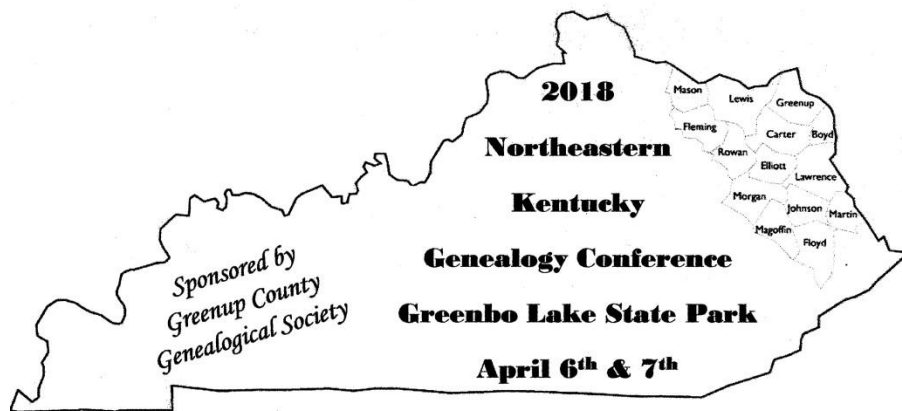 2018
Northeastern
Kentucky
Genealogy Conference
Greenbo Lake State Park
April 6th & 7th
Sponsored by
Greenup County
Genealogical Society
Mason
Lewis
Greenup
Fleming
Carter
Boyd
Rowan
Elliott
Lawrence
Morgan
Johnson
Martin
Magoffin
Floyd